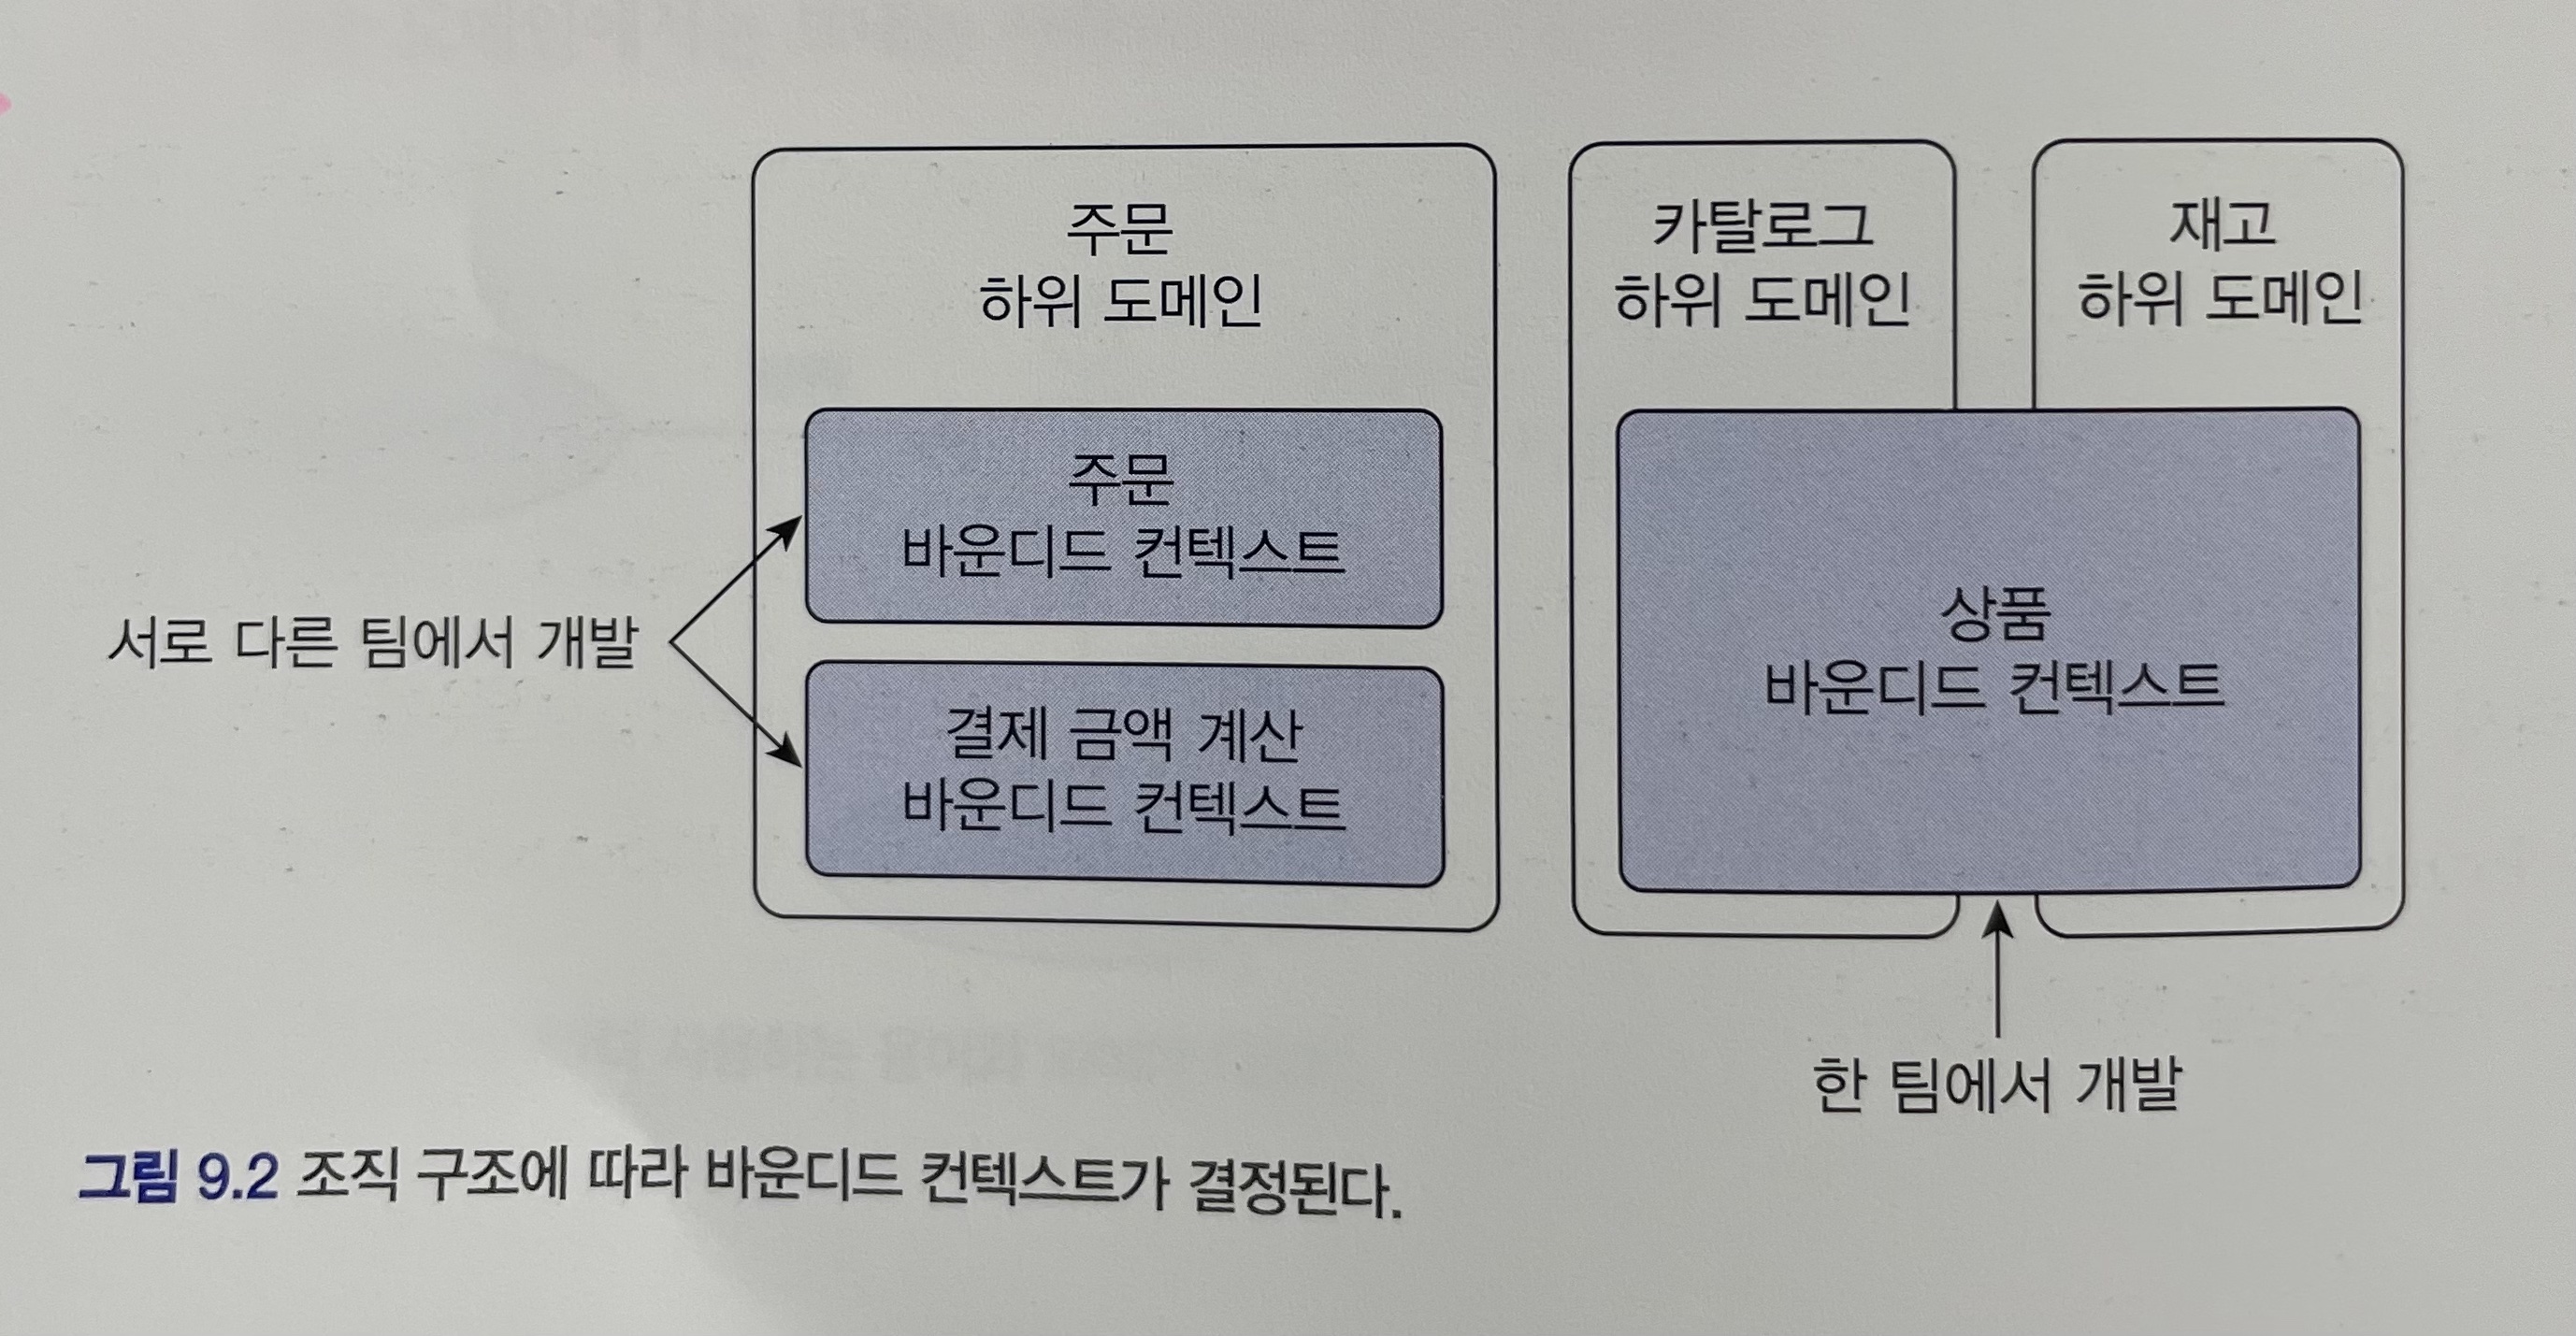 주문
하위 도메인
주문
바운디드 컨텍스트
결제 금액 계산
바운디드 컨텍스트
서로 다른 팀에서 개발
카탈로그
하위 도메인
재고
하위 도메인
상품
바운디드 컨텍스트
한 팀에서 개발
그림 9.2 조직 구조에 따라 바운디드 컨텍스트가 결정된다.